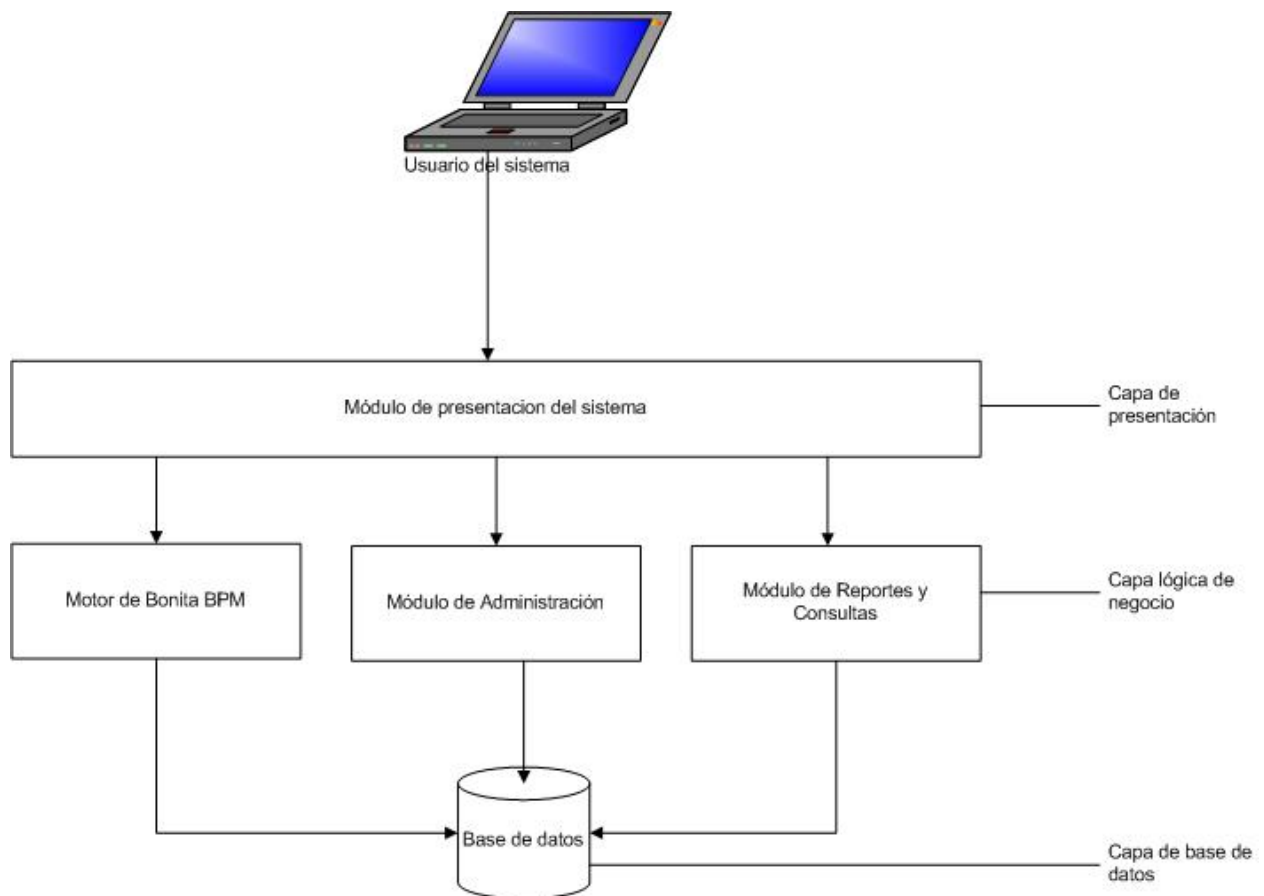 Usuario del sistema
Módulo de presentacion del sistema
Capa de
presentación
Motor de Bonita BPM
Módulo de Administración
Módulo de Reportes y
Consultas
Capa lógica de
negocio
Base de datos
Capa de base de
datos